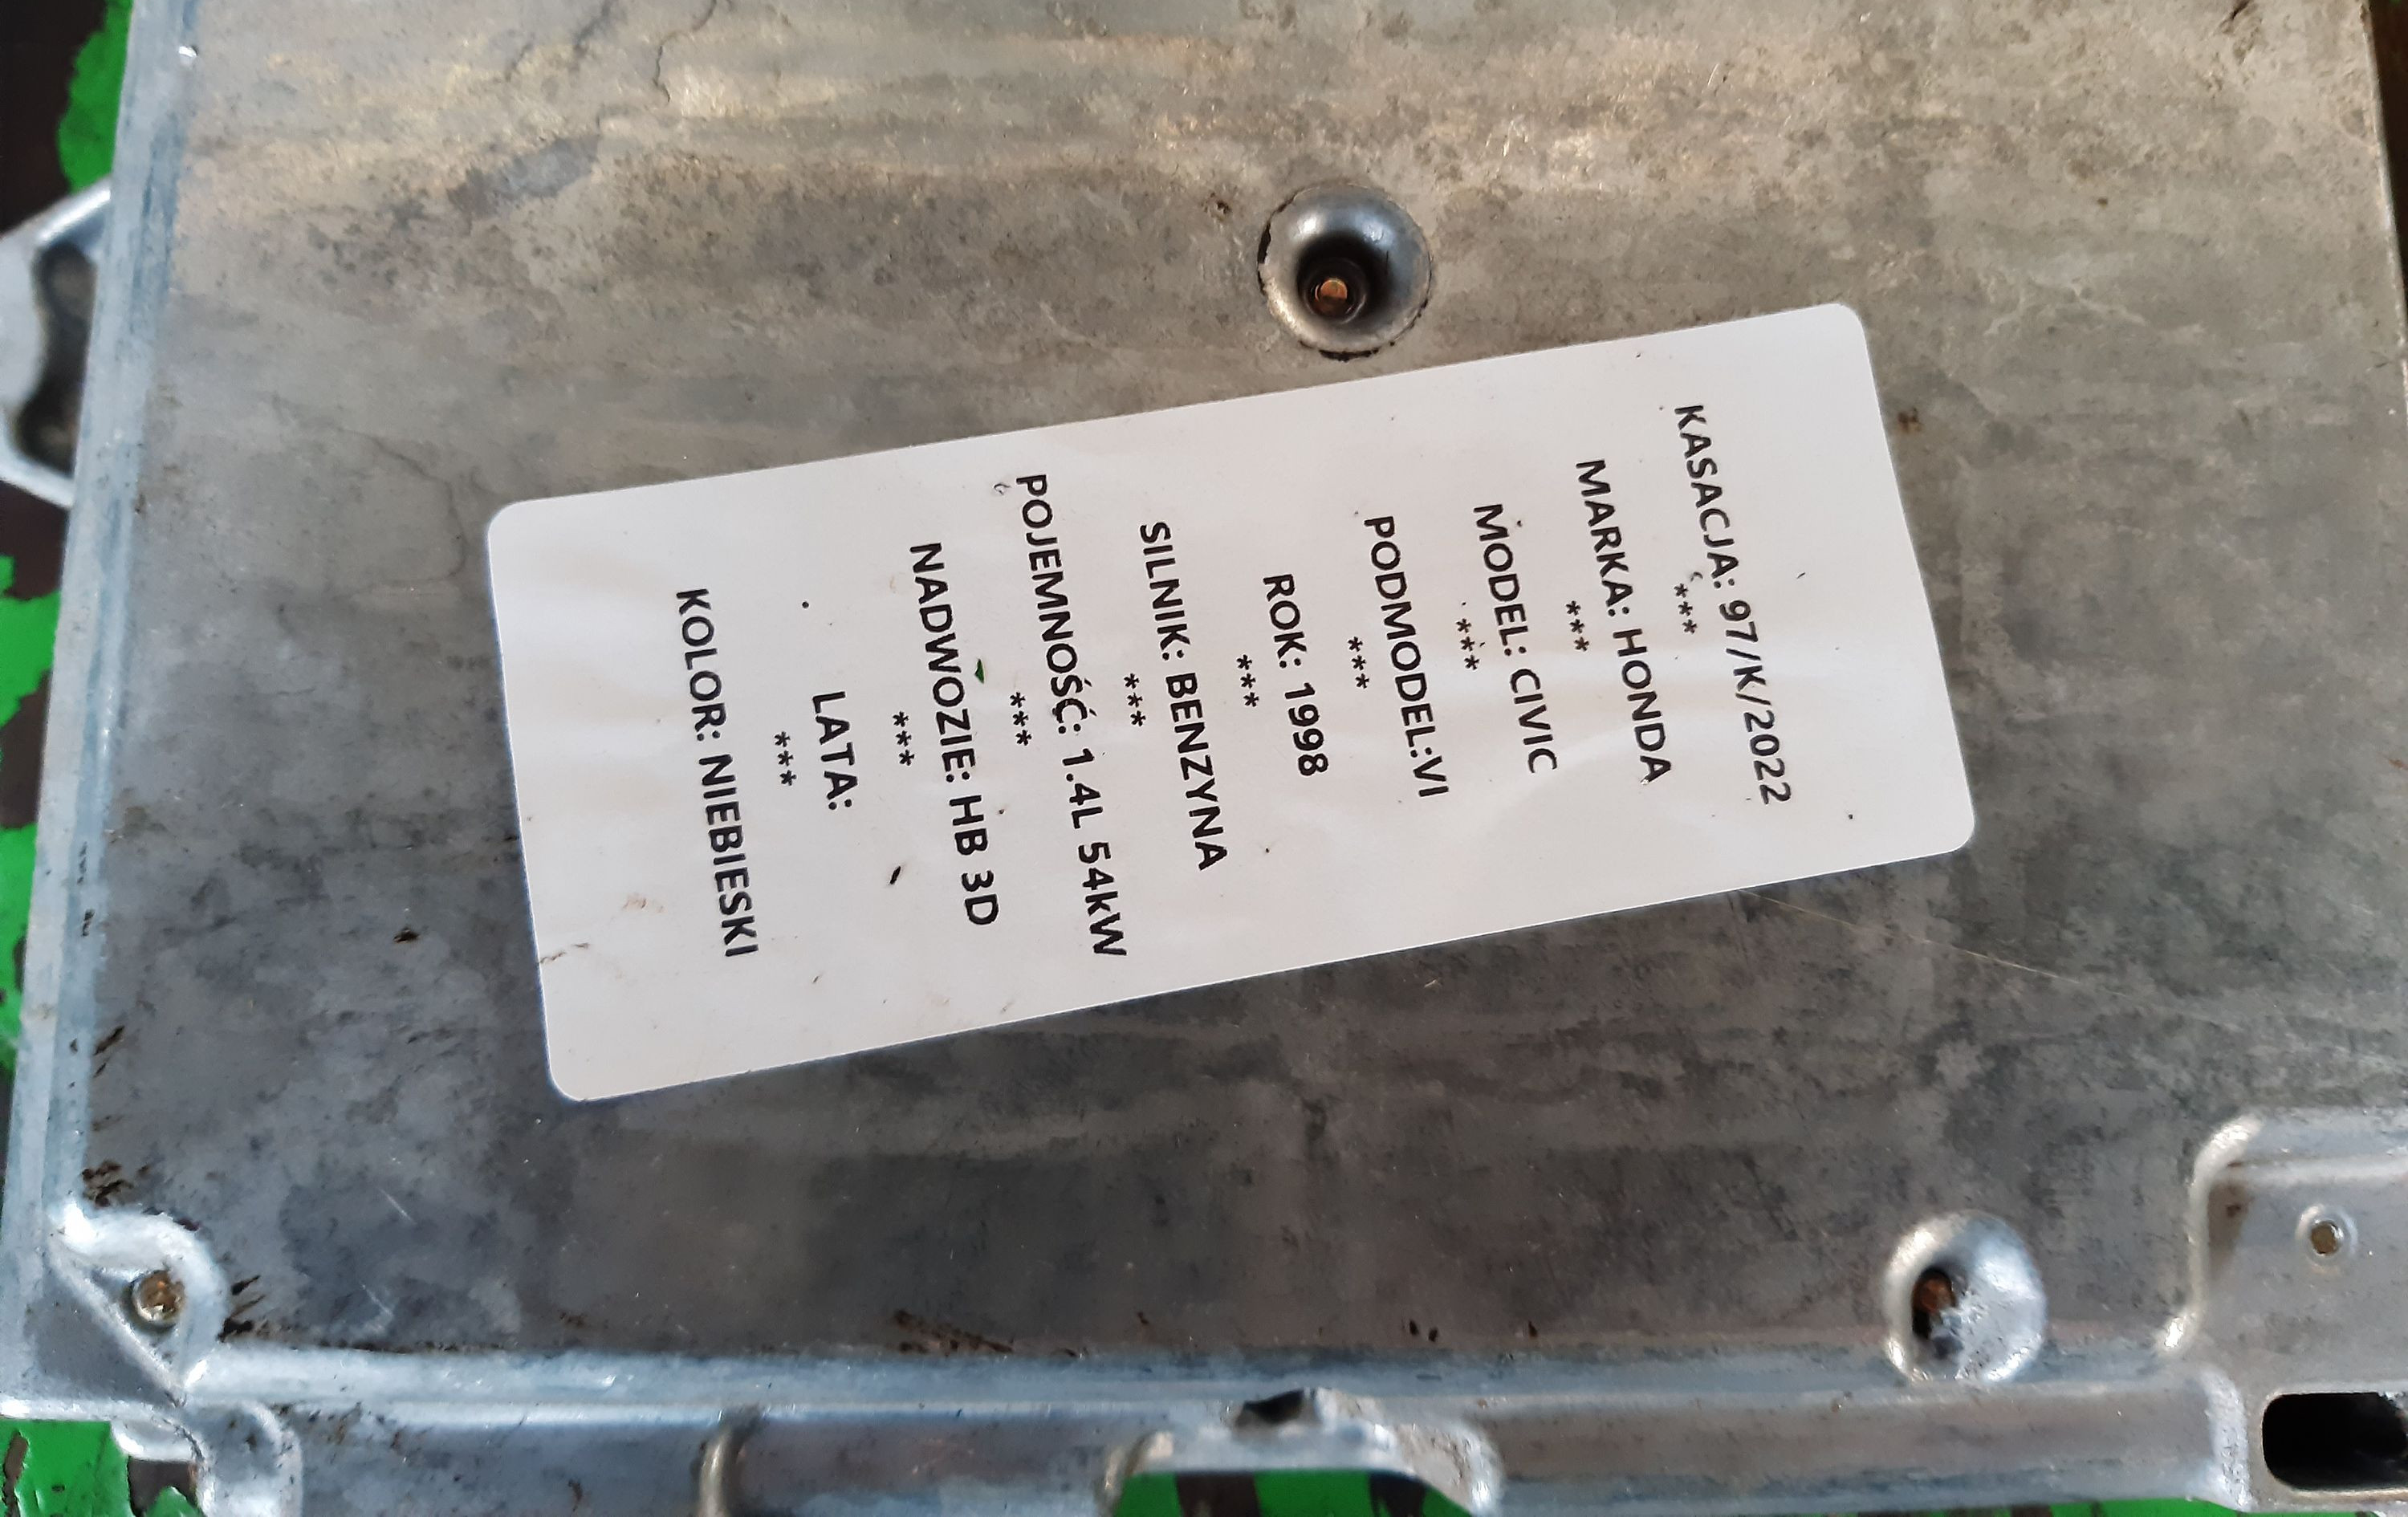 KASACJA: 97/K/2022
***
MARKA: HONDA
***
MODEL: CIVIC
***
PODMODEL:VI
***
ROK: 1998
***
SILNIK: BENZYNA
***
POJEMNOŚĆ: 1.4L 54kW
***
NADWOZIE: HB 3D
***
LATA:
***
KOLOR: NIEBIESKI